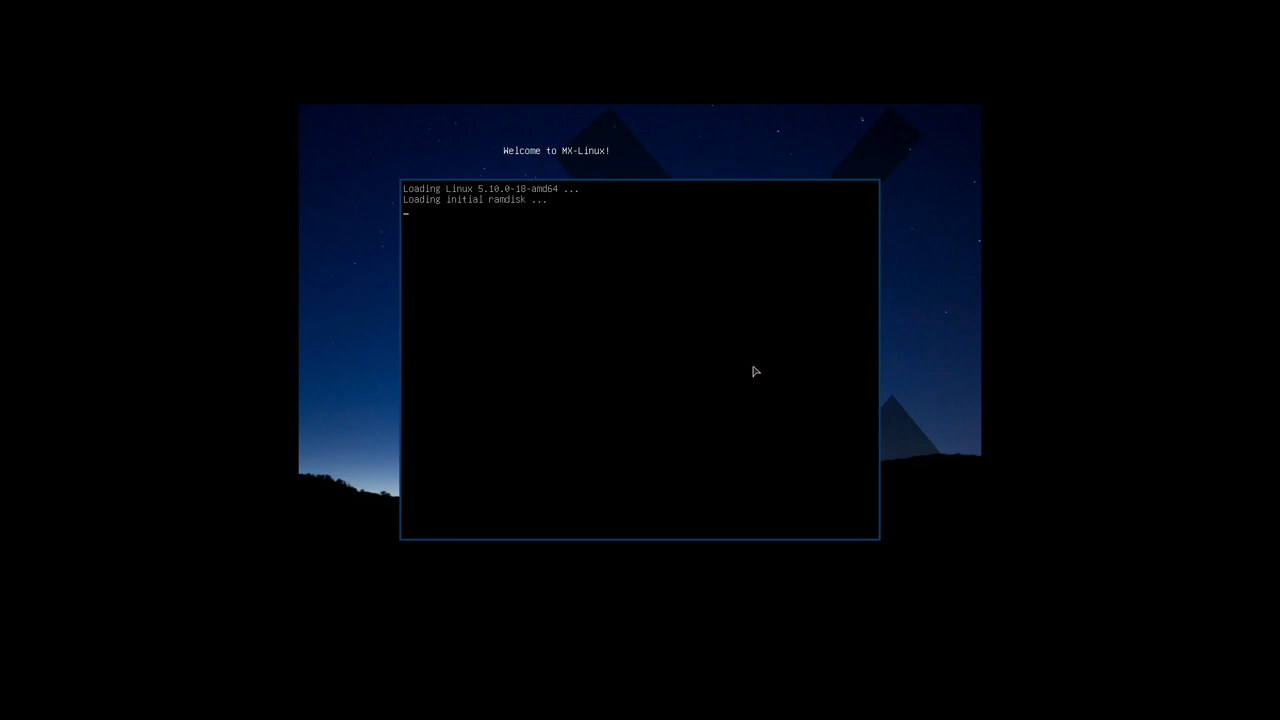 Welcome to MX-Linux!
Loading Linux 5.10.0-18-amd64 ...
Loading initial ramdisk ...